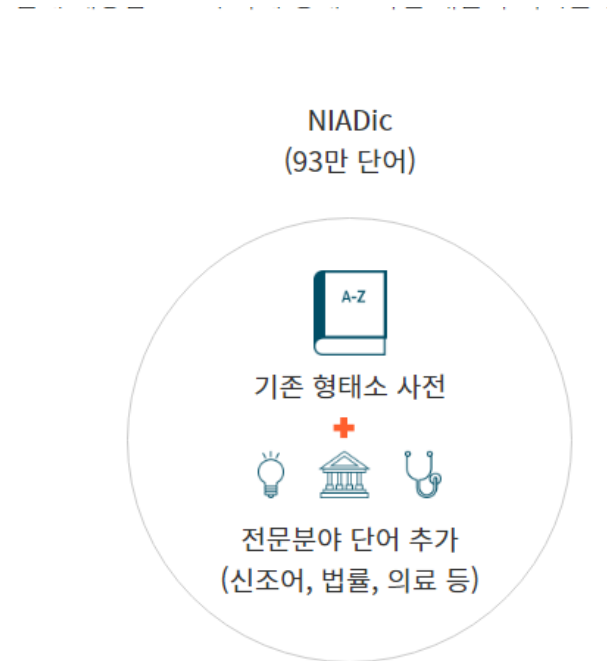 NIADic
(93만 단어)
A-Z
기존 형태소 사전
전문분야 단어 추가
(신조어, 법률, 의료 등)